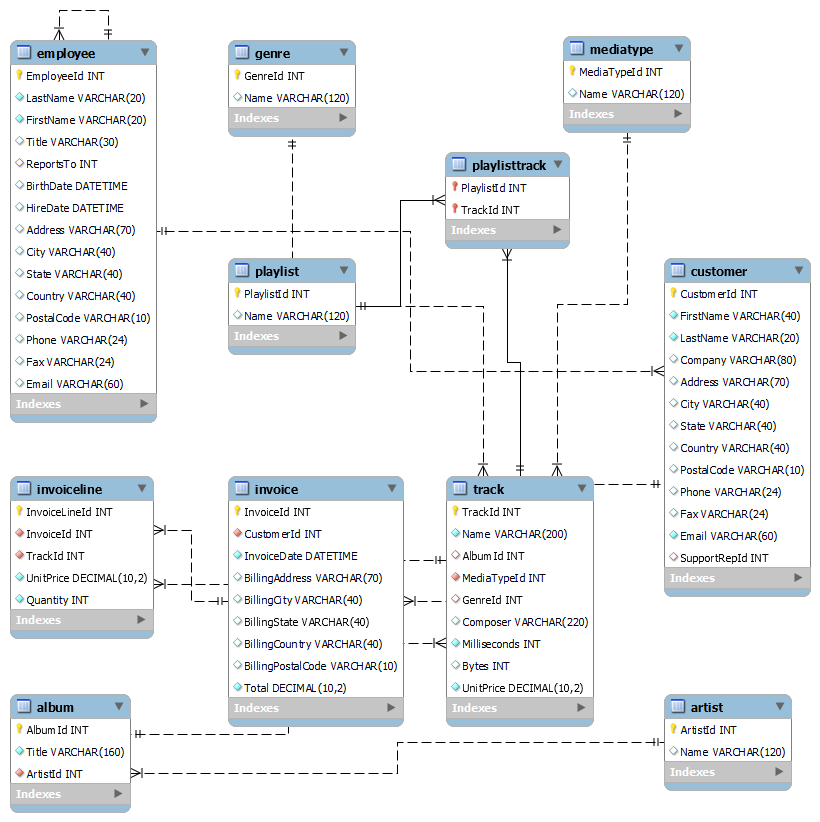 employee
EmployeeId INT
LastName VARCHAR(20)
FirstName VARCHAR(20)
Title VARCHAR(30)
ReportsTo INT
BirthDate DATETIME
HireDate DATETIME
Address VARCHAR(70)
City VARCHAR(40)
State VARCHAR(40)
Country VARCHAR(40)
PostalCode VARCHAR(10)
Phone VARCHAR(24)
Fax VARCHAR(24)
Email VARCHAR(60)
Indexes
genre
GenreId INT
Name VARCHAR(120)
Indexes
mediatype
MediaTypeId INT
Name VARCHAR(120)
Indexes
playlisttrack
PlaylistId INT
TrackId INT
Indexes
playlist
PlaylistId INT
Name VARCHAR(120)
Indexes
customer
CustomerId INT
FirstName VARCHAR(40)
LastName VARCHAR(20)
Company VARCHAR(80)
Address VARCHAR(70)
City VARCHAR(40)
State VARCHAR(40)
Country VARCHAR(40)
PostalCode VARCHAR(10)
Phone VARCHAR(24)
Fax VARCHAR(24)
Email VARCHAR(60)
SupportRepId INT
Indexes
invoiceline
InvoiceLineId INT
InvoiceId INT
TrackId INT
UnitPrice DECIMAL(10,2)
Quantity INT
Indexes
invoice
InvoiceId INT
CustomerId INT
InvoiceDate DATETIME
BillingAddress VARCHAR(70)
BillingCity VARCHAR(40)
BillingState VARCHAR(40)
BillingCountry VARCHAR(40)
BillingPostalCode VARCHAR(10)
Total DECIMAL(10,2)
Indexes
track
TrackId INT
Name VARCHAR(200)
AlbumId INT
MediaTypeId INT
GenreId INT
Composer VARCHAR(220)
Milliseconds INT
Bytes INT
UnitPrice DECIMAL(10,2)
Indexes
album
AlbumId INT
Title VARCHAR(160)
ArtistId INT
Indexes
artist
ArtistId INT
Name VARCHAR(120)
Indexes